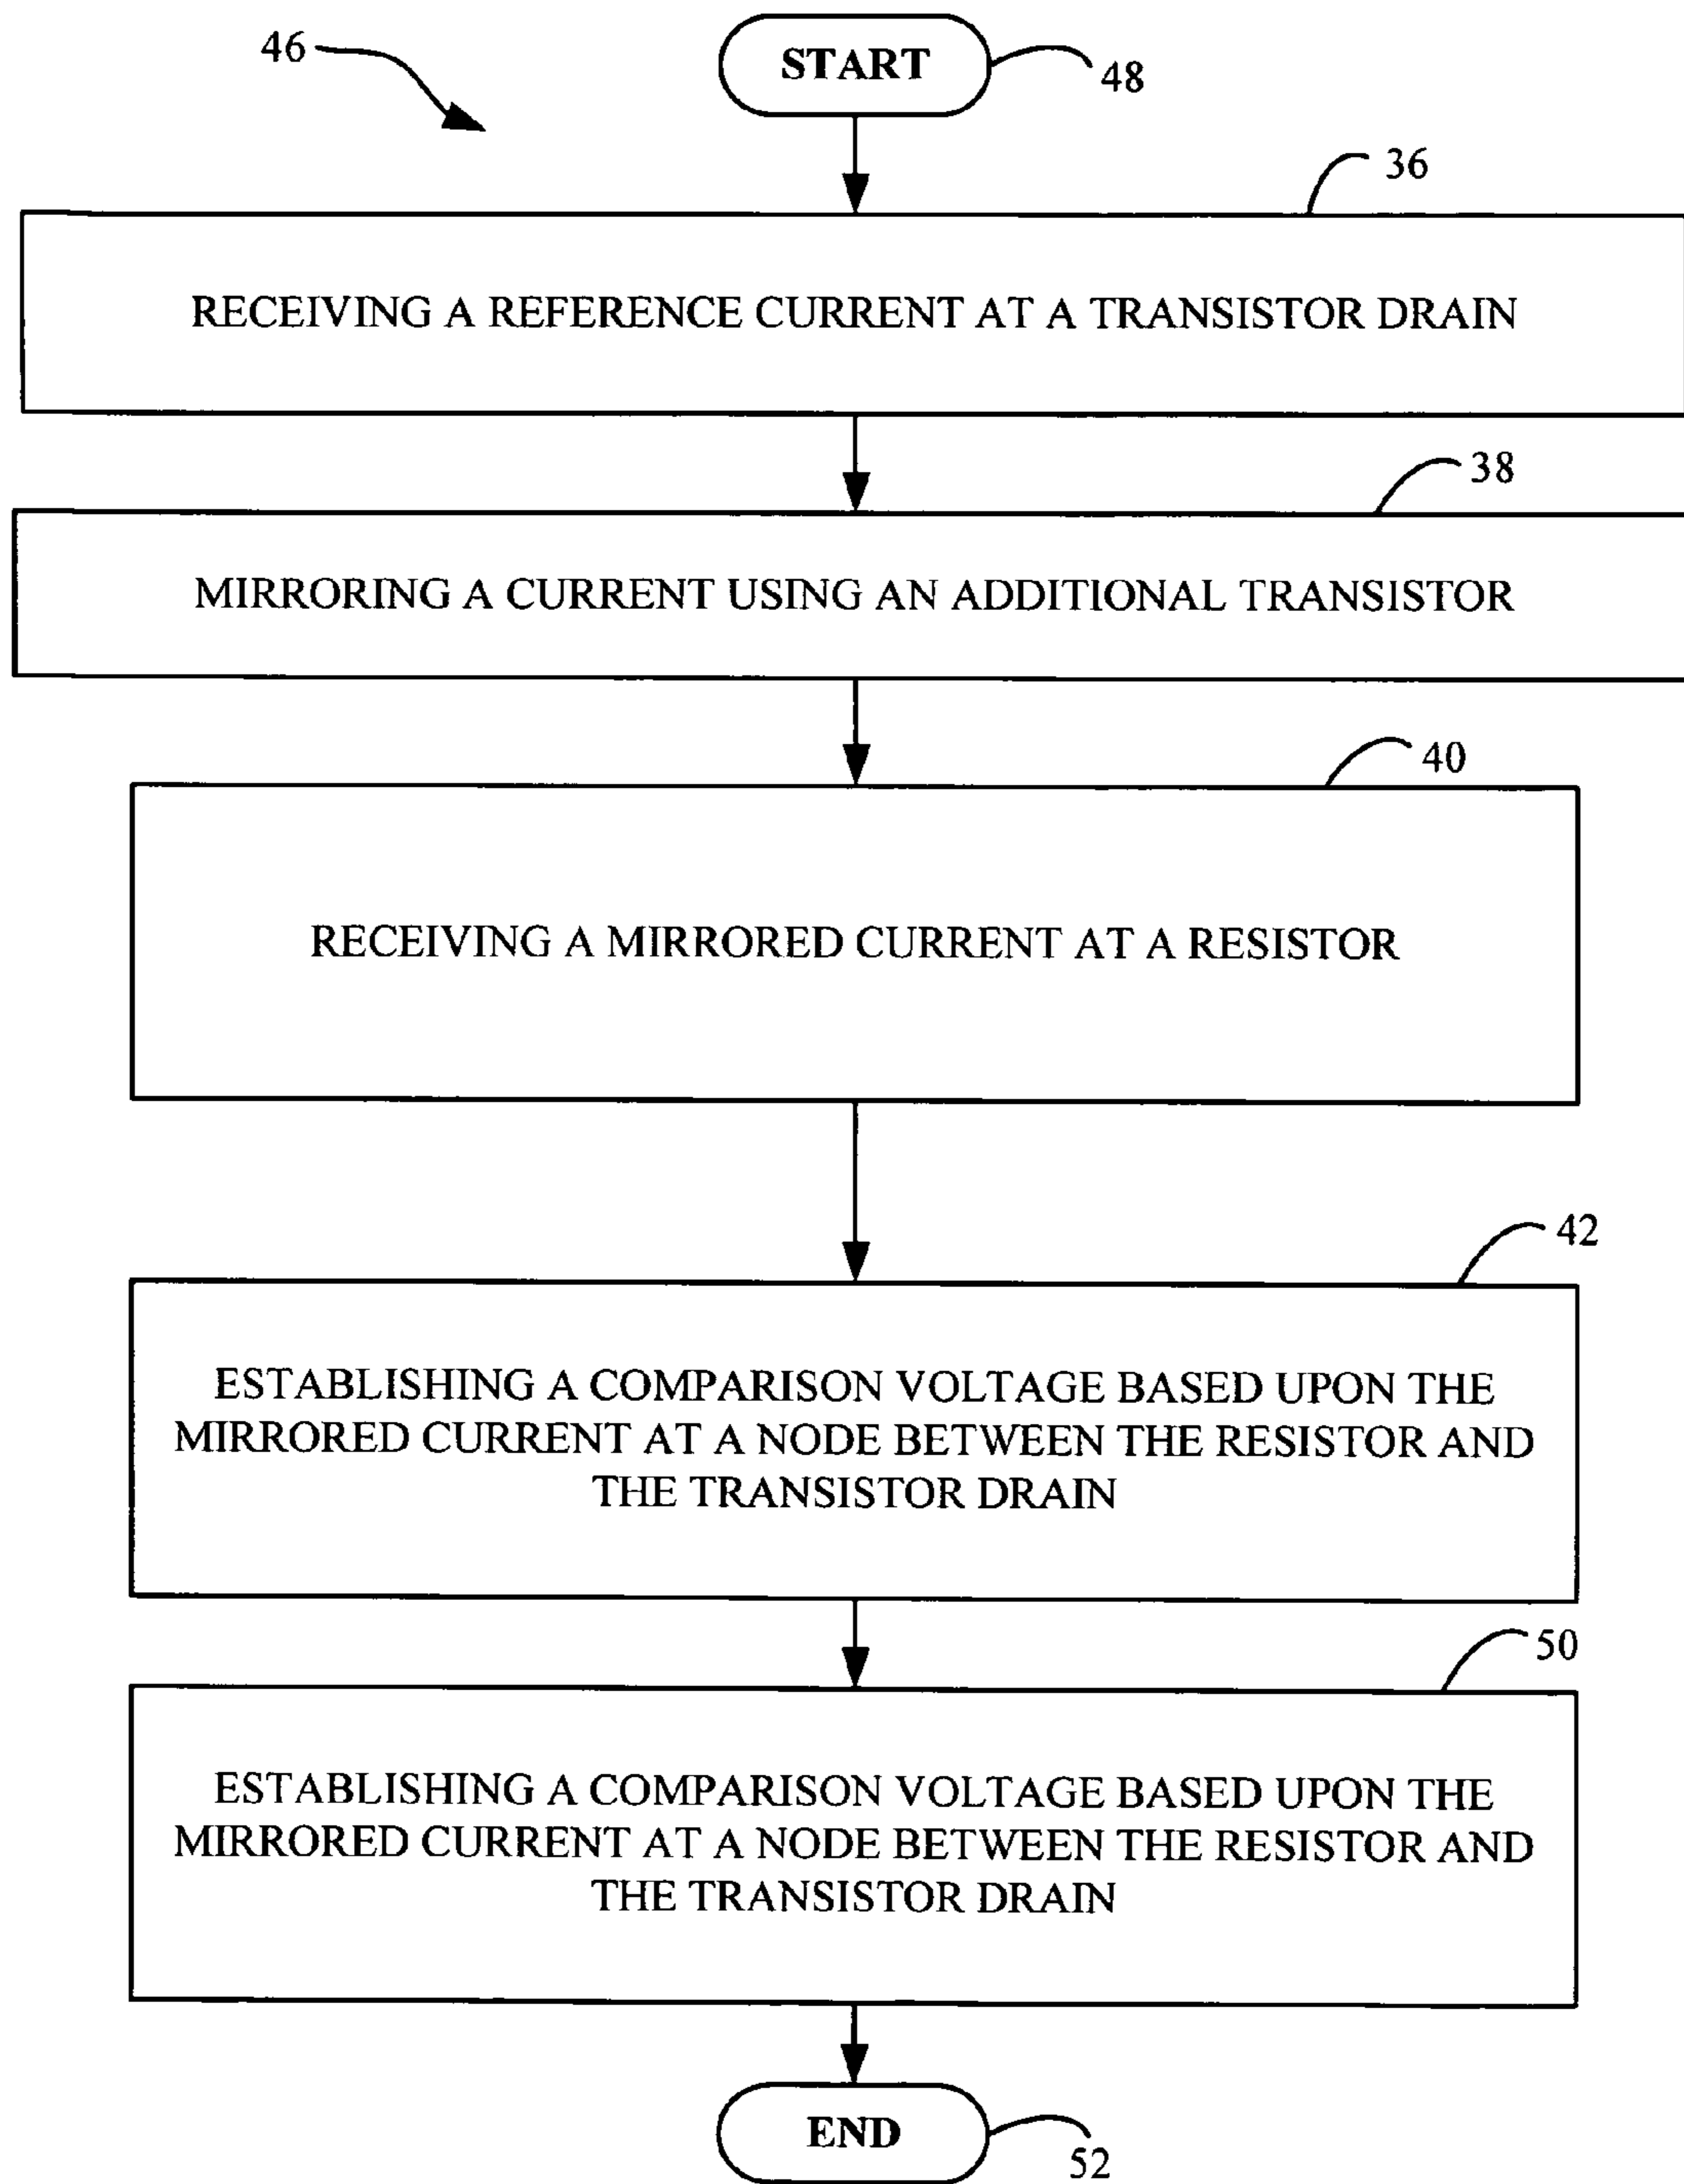 46
START
48
36
RECEIVING A REFERENCE CURRENT AT A TRANSISTOR DRAIN
38
MIRRORING A CURRENT USING AN ADDITIONAL TRANSISTOR
40
RECEIVING A MIRRORED CURRENT AT A RESISTOR
42
ESTABLISHING A COMPARISON VOLTAGE BASED UPON THE
MIRRORED CURRENT AT A NODE BETWEEN THE RESISTOR AND
THE TRANSISTOR DRAIN
50
ESTABLISHING A COMPARISON VOLTAGE BASED UPON THE
MIRRORED CURRENT AT A NODE BETWEEN THE RESISTOR AND
THE TRANSISTOR DRAIN
END
52